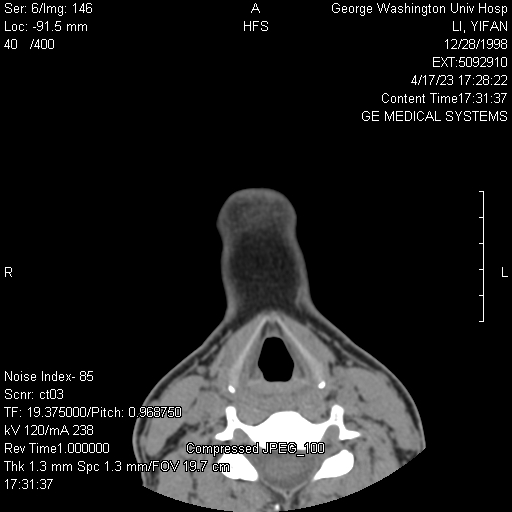 Ser: 6/Img: 146
Loc: -91.5 mm
40 /400
A
HFS
George Washington Univ Hosp
LI, YIFAN
12/28/1998
EXT:5092910
4/17/23 17:28:22
Content Time17:31:37
GE MEDICAL SYSTEMS
R
L
Noise Index- 85
Scnr: ct03
TF: 19.375000/Pitch: 0.968750
kV 120/mA 238
Rev Time1.000000
Compressed JPEG_100
Thk 1.3 mm Spc 1.3 mm/FOV 19.7 cm
17:31:37